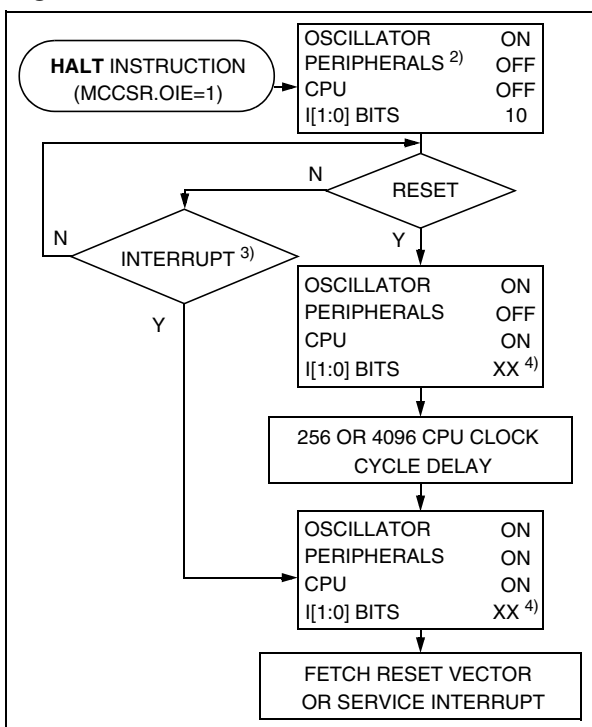 HALT INSTRUCTION
(MCCSR.OIE=1)
OSCILLATOR ON
PERIPHERALS 2) OFF
CPU OFF
I[1:0] BITS 10
N
RESET
N
INTERRUPT 3)
Y
Y
OSCILLATOR ON
PERIPHERALS OFF
CPU ON
I[1:0] BITS XX 4)
256 OR 4096 CPU CLOCK
CYCLE DELAY
OSCILLATOR ON
PERIPHERALS ON
CPU ON
I[1:0] BITS XX 4)
FETCH RESET VECTOR
OR SERVICE INTERRUPT